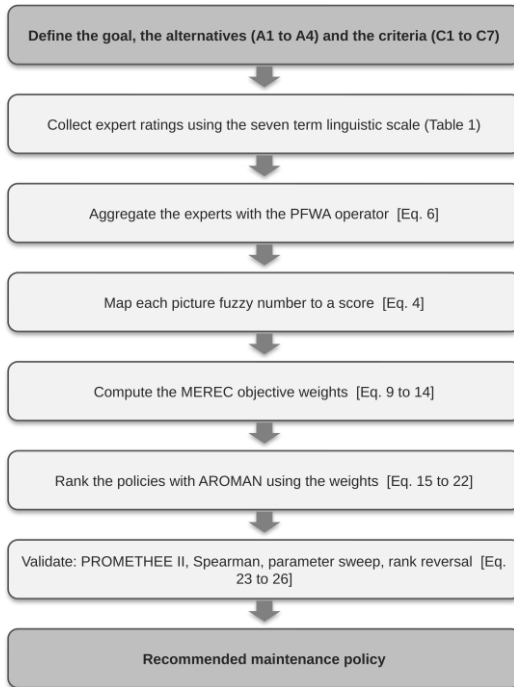 Define the goal, the alternatives (A1 to A4) and the criteria (C1 to C7)
Collect expert ratings using the seven term linguistic scale (Table 1)
Aggregate the experts with the PFWA operator [Eq. 6]
Map each picture fuzzy number to a score [Eq. 4]
Compute the MEREC objective weights [Eq. 9 to 14]
Rank the policies with AROMAN using the weights [Eq. 15 to 22]
Validate: PROMETHEE II, Spearman, parameter sweep, rank reversal [Eq.
23 to 26]
Recommended maintenance policy